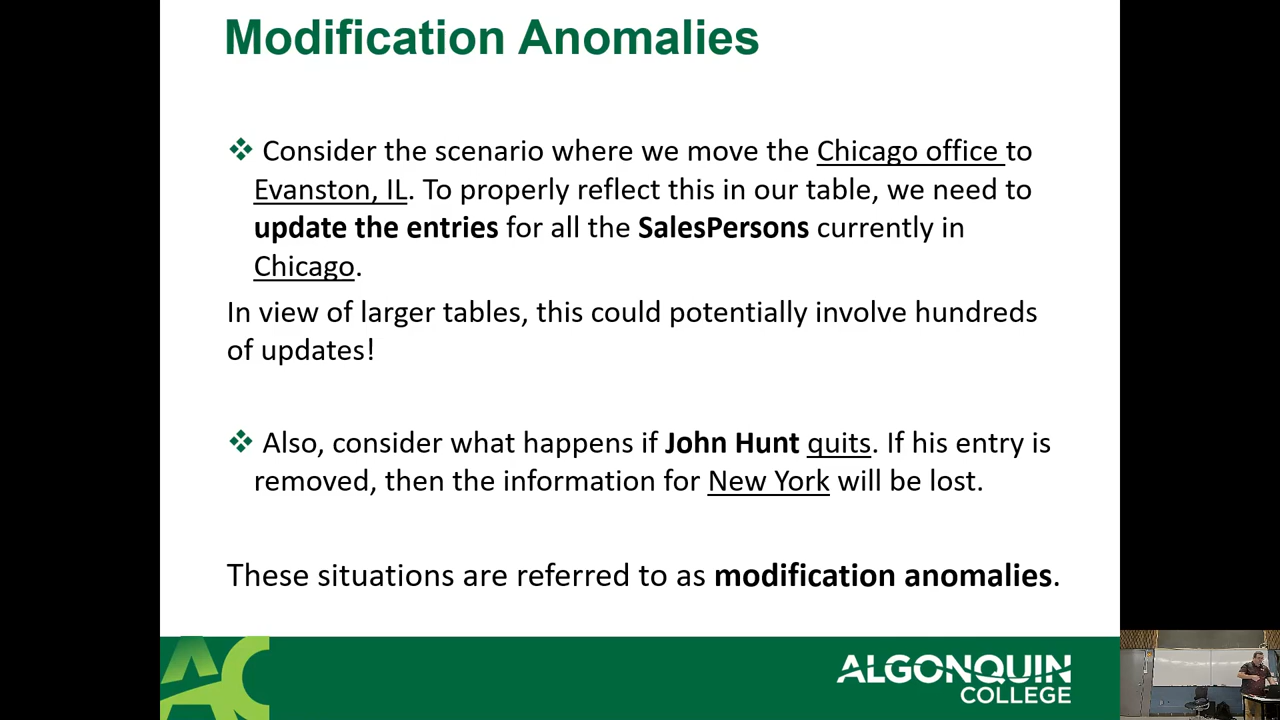 Modification Anomalies
Consider the scenario where we move the Chicago office to
Evanston, IL. To properly reflect this in our table, we need to
update the entries for all the SalesPersons currently in
Chicago.
In view of larger tables, this could potentially involve hundreds
of updates!
Also, consider what happens if John Hunt quits. If his entry is
removed, then the information for New York will be lost.
These situations are referred to as modification anomalies.
AC
ALGONQUIN
COLLEGE